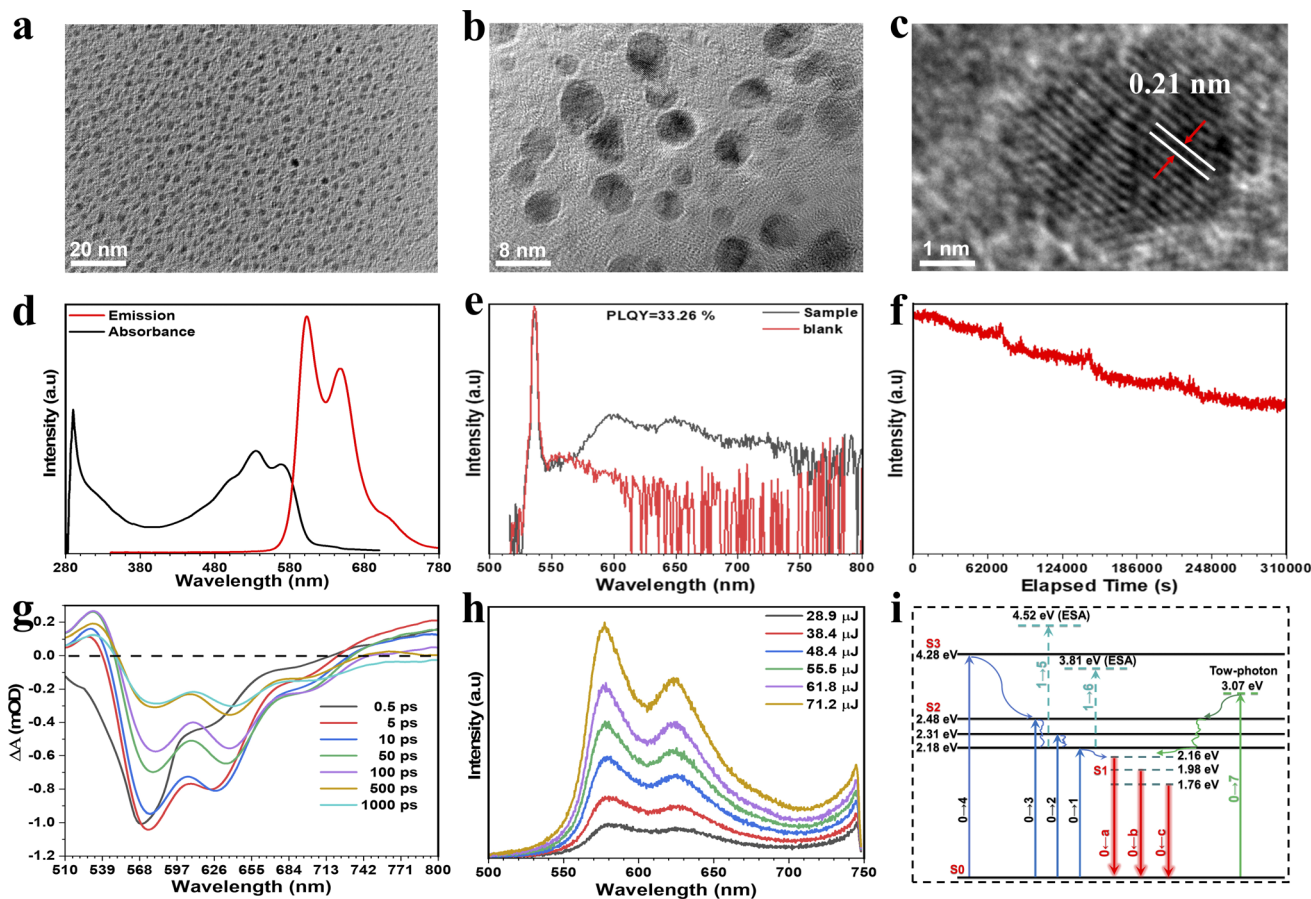 a
20 nm
b
8 nm
c
0.21 nm
1 nm
d
Emission
Absorbance
Intensity (a.u)
280 380 480 580 680 780
Wavelength (nm)
e
PLQY=33.26 %
Sample
blank
Intensity (a.u)
500 550 600 650 700 750 800
Wavelength (nm)
f
Intensity (a.u)
0 62000 124000 186000 248000 310000
Elapsed Time (s)
g
ΔA (mOD)
0.2
0.0
-0.2
-0.4
-0.6
-0.8
-1.0
-1.2
0.5 ps
5 ps
10 ps
50 ps
100 ps
500 ps
1000 ps
510 539 568 597 626 655 684 713 742 771 800
Wavelength (nm)
h
Intensity (a.u)
28.9 μJ
38.4 μJ
48.4 μJ
55.5 μJ
61.8 μJ
71.2 μJ
500 550 600 650 700 750
Wavelength (nm)
i
4.52 eV (ESA)
S3
4.28 eV
3.81 eV (ESA)
Tow-photon
3.07 eV
1→5
1→6
S2
2.48 eV
2.31 eV
2.18 eV
2.16 eV
S1
1.98 eV
1.76 eV
0→4
0→3
0→2
0→1
0←a
0←b
0←c
0→7
S0